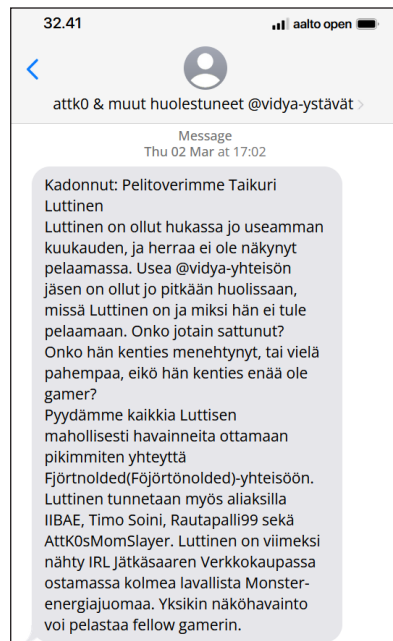 32.41
aalto open
attk0 & muut huolestuneet @vidya-ystävät
Message
Thu 02 Mar at 17:02
Kadonnut: Pelitoverimme Taikuri
Luttinen
Luttinen on ollut hukassa jo useamman
kuukauden, ja herraa ei ole näkynyt
pelaamassa. Usea @vidya-yhteisön
jäsen on ollut jo pitkään huolissaan,
missä Luttinen on ja miksi hän ei tule
pelaamaan. Onko jotain sattunut?
Onko hän kenties menehtynyt, tai vielä
pahempaa, eikö hän kenties enää ole
gamer?
Pyydämme kaikkia Luttisen
mahollisesti havainneita ottamaan
pikimmiten yhteyttä
Fjörtnolded(Föjörtönolded)-yhteisöön.
Luttinen tunnetaan myös aliaksilla
IIBAE, Timo Soini, Rautapalli99 sekä
AttK0sMomSlayer. Luttinen on viimeksi
nähty IRL Jätkäsaaren Verkkokaupassa
ostamassa kolmea lavallista Monster-
energiajuomaa. Yksikin näköhavainto
voi pelastaa fellow gamerin.